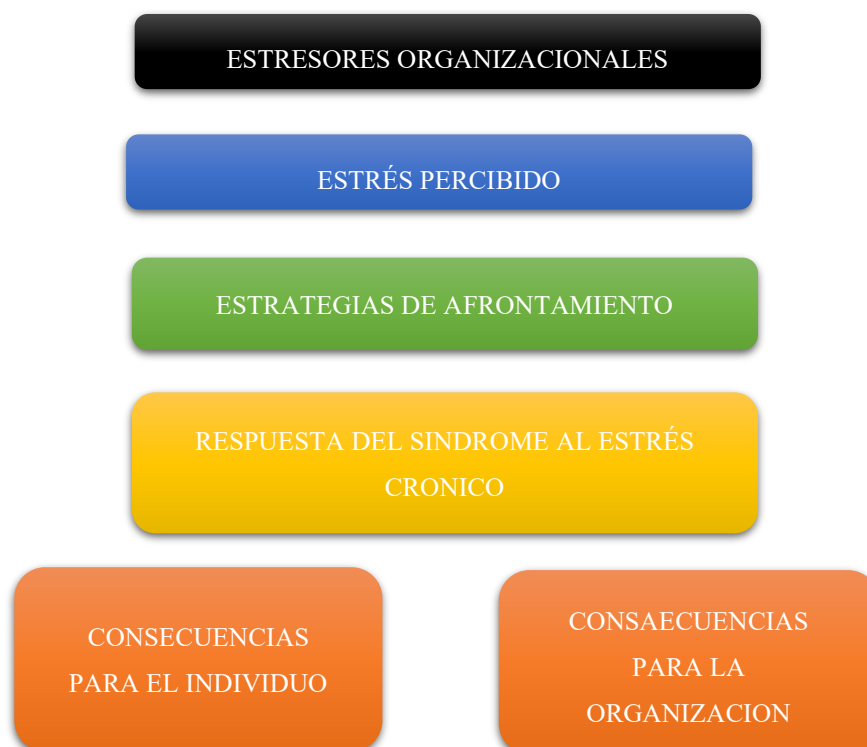 ESTRESORES ORGANIZACIONALES
ESTRÉS PERCIBIDO
ESTRATEGIAS DE AFRONTAMIENTO
RESPUESTA DEL SINDROME AL ESTRÉS
CRONICO
CONSECUENCIAS
PARA EL INDIVIDUO
CONSAECUENCIAS
PARA LA
ORGANIZACION